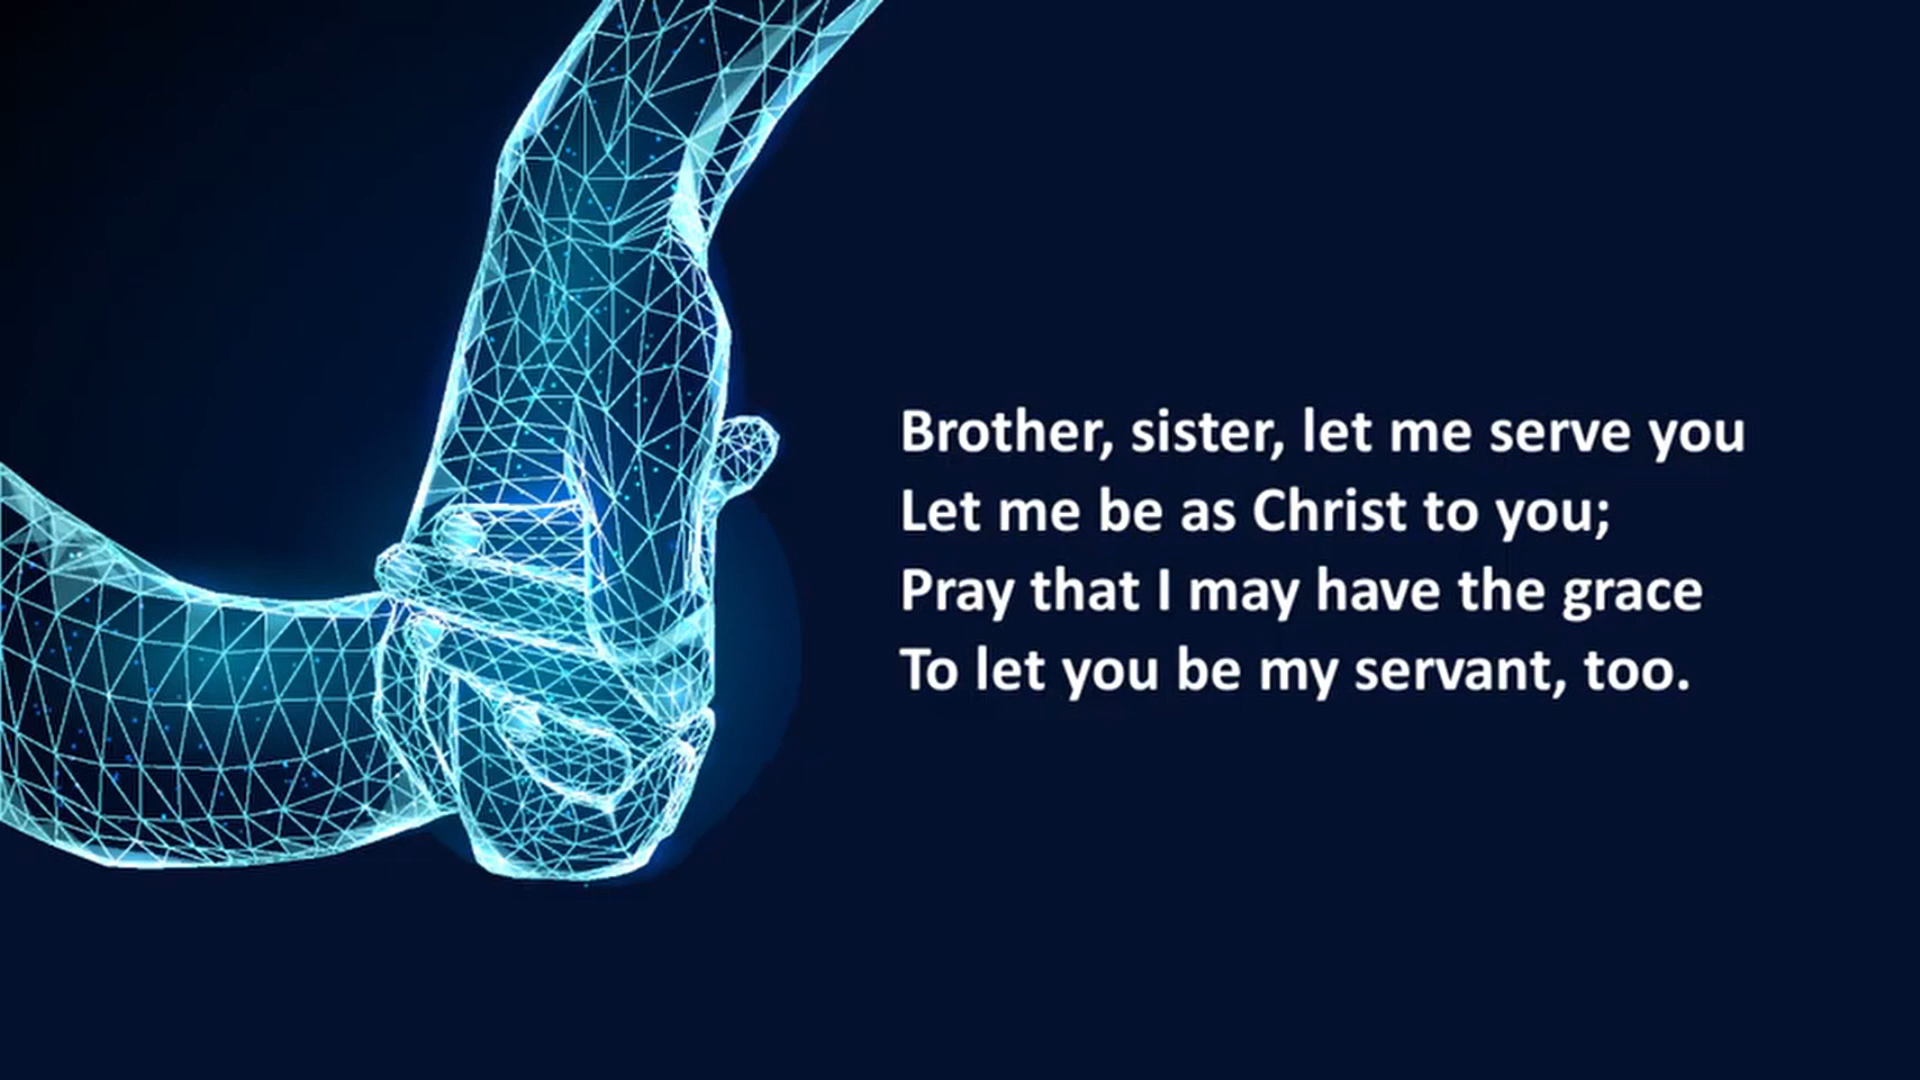 Brother, sister, let me serve you
Let me be as Christ to you;
Pray that I may have the grace
To let you be my servant, too.